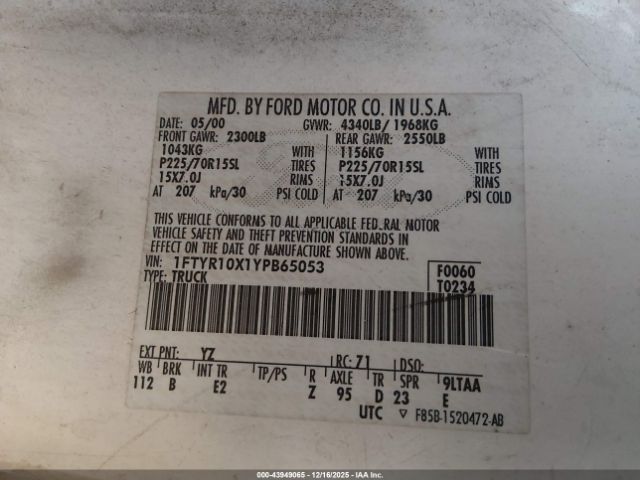 MFD. BY FORD MOTOR CO. IN U.S.A.
DATE: 05/00 GVWR: 4340LB/ 1968KG
FRONT GAWR: 2300LB REAR GAWR: 2550LB
1043KG WITH 1156KG WITH
P225/70R15SL TIRES P225/70R15SL TIRES
15X7.0J RIMS 15X7.0J RIMS
AT 207 kPa/30 PSI COLD AT 207 kPa/30 PSI COLD
THIS VEHICLE CONFORMS TO ALL APPLICABLE FEDERAL MOTOR
VEHICLE SAFETY AND THEFT PREVENTION STANDARDS IN
EFFECT ON THE DATE OF MANUFACTURE SHOWN ABOVE.
VIN: 1FTYR10X1YPB65053 F0060
TYPE: TRUCK T0234
EXT PNT: YZ RC: 71 DSO:
WB BRK INT TR TP/PS R AXLE TR SPR 9LTAA
112 B E2 Z 95 D 23 E
UTC ▽ F85B-1520472-AB
000-43949065 - 12/16/2025 - IAA Inc.